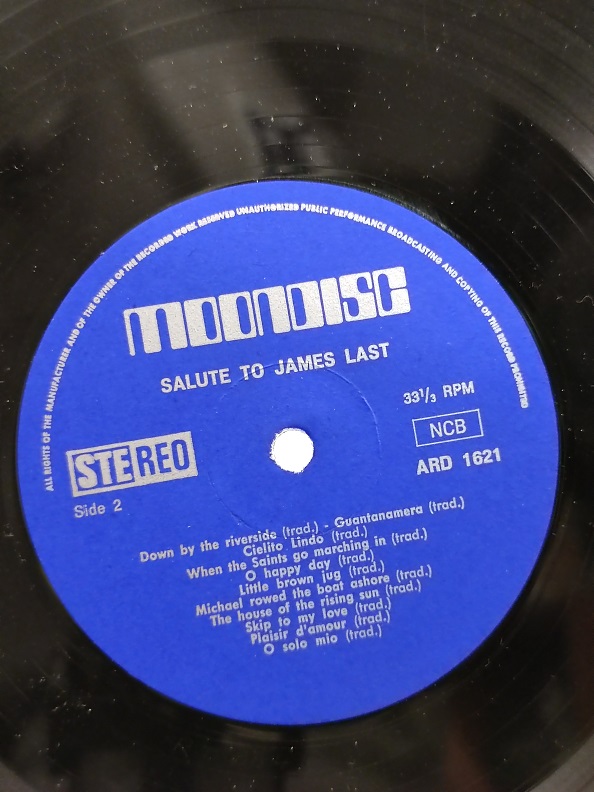 ALL RIGHTS OF THE MANUFACTURER AND OF THE OWNER OF THE RECORDED WORK RESERVED UNAUTHORIZED PUBLIC PERFORMANCE BROADCASTING AND COPYING OF THIS RECORD PROHIBITED
MOONDISC
SALUTE TO JAMES LAST
33 1/3 RPM
NCB
ARD 1621
STEREO
Side 2
Down by the riverside (trad.) - Guantanamera (trad.)
Cielito Lindo (trad.)
When the Saints go marching in (trad.)
O happy day (trad.)
Little brown jug (trad.)
Michael rowed the boat ashore (trad.)
The house of the rising sun (trad.)
Skip to my love (trad.)
Plaisir d'amour (trad.)
O solo mio (trad.)